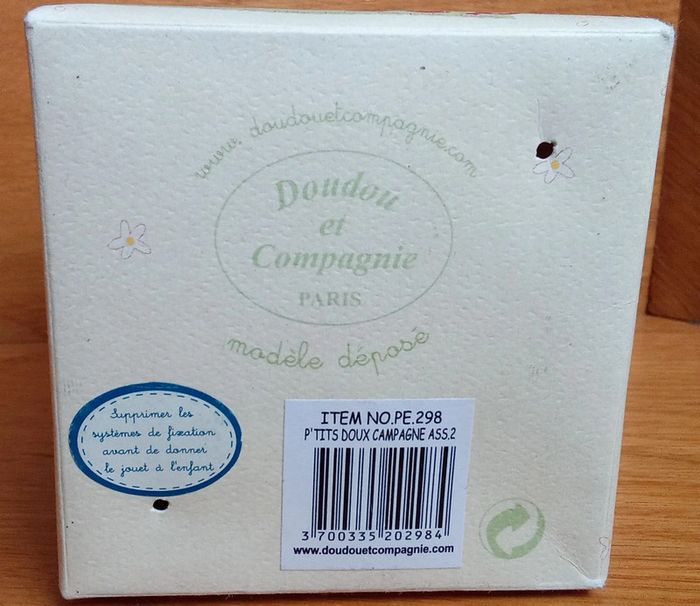 www.doudouetcompagnie.com
Doudou
et
Compagnie
PARIS
modèle déposé
Supprimer les
systèmes de fixation
avant de donner
le jouet à l'enfant
ITEM NO.PE.298
P'TITS DOUX CAMPAGNE ASS.2
3 700335 202984
www.doudouetcompagnie.com